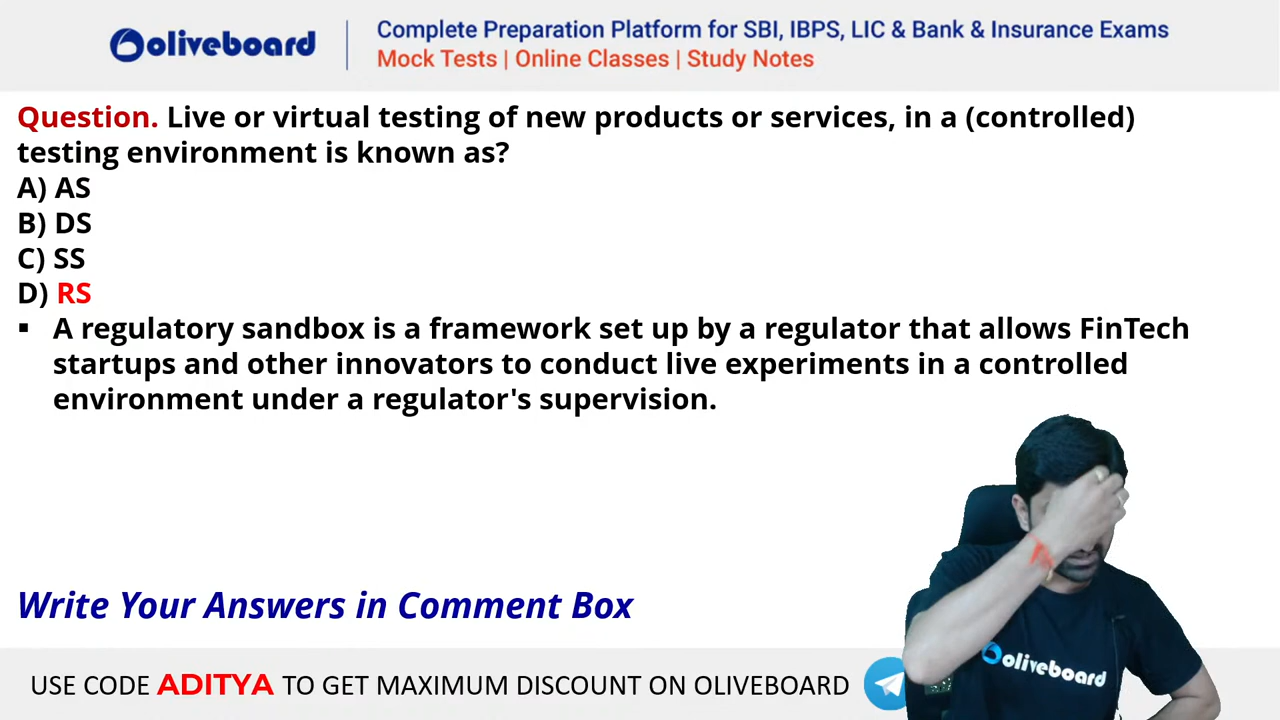 oliveboard
Complete Preparation Platform for SBI, IBPS, LIC & Bank & Insurance Exams
Mock Tests | Online Classes | Study Notes
Question. Live or virtual testing of new products or services, in a (controlled)
testing environment is known as?
A) AS
B) DS
C) SS
D) RS
▪ A regulatory sandbox is a framework set up by a regulator that allows FinTech
startups and other innovators to conduct live experiments in a controlled
environment under a regulator's supervision.
Write Your Answers in Comment Box
oliveboard
USE CODE ADITYA TO GET MAXIMUM DISCOUNT ON OLIVEBOARD